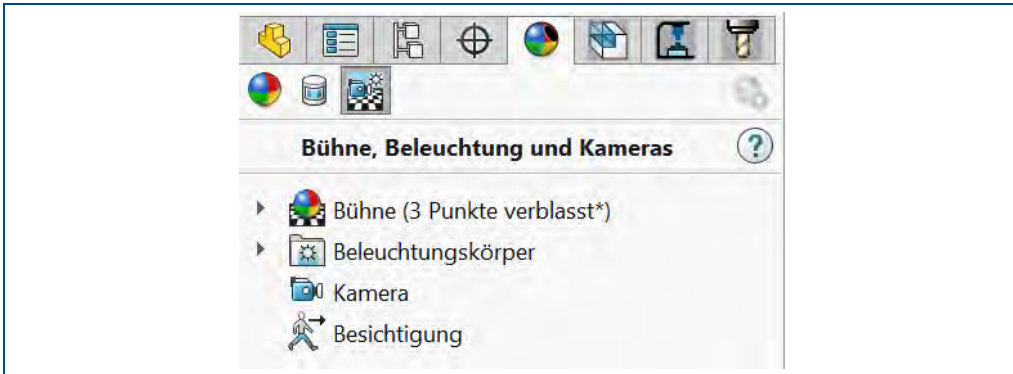 Bühne, Beleuchtung und Kameras
?
Bühne (3 Punkte verblasst*)
Beleuchtungskörper
Kamera
Besichtigung